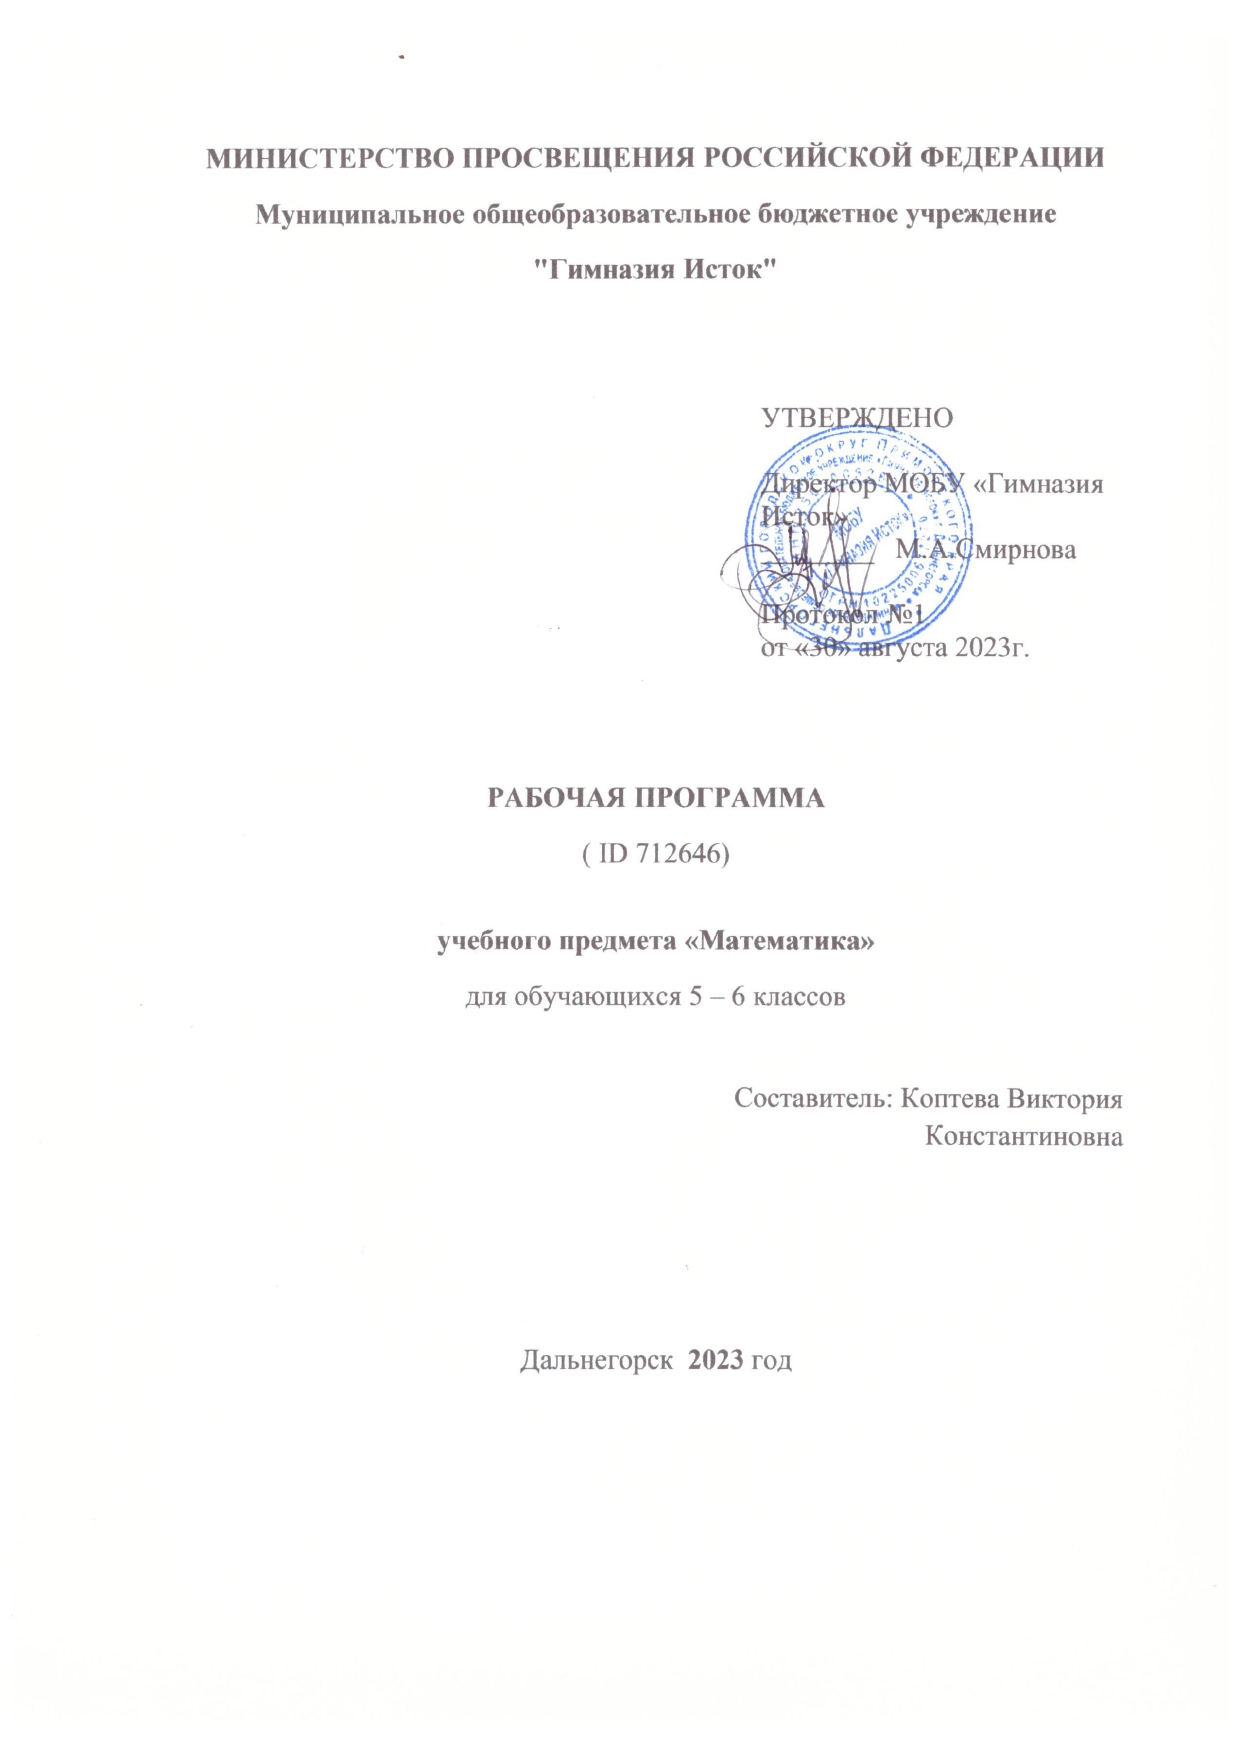 МИНИСТЕРСТВО ПРОСВЕЩЕНИЯ РОССИЙСКОЙ ФЕДЕРАЦИИ
Муниципальное общеобразовательное бюджетное учреждение
"Гимназия Исток"
УТВЕРЖДЕНО
Директор МОБУ «Гимназия
Исток»
М.А.Смирнова
Протокол №1
от «30» августа 2023г.
МОБУ
РАБОЧАЯ ПРОГРАММА
( ID 712646)
учебного предмета «Математика»
для обучающихся 5 – 6 классов
Составитель: Коптева Виктория
Константиновна
Дальнегорск 2023 год